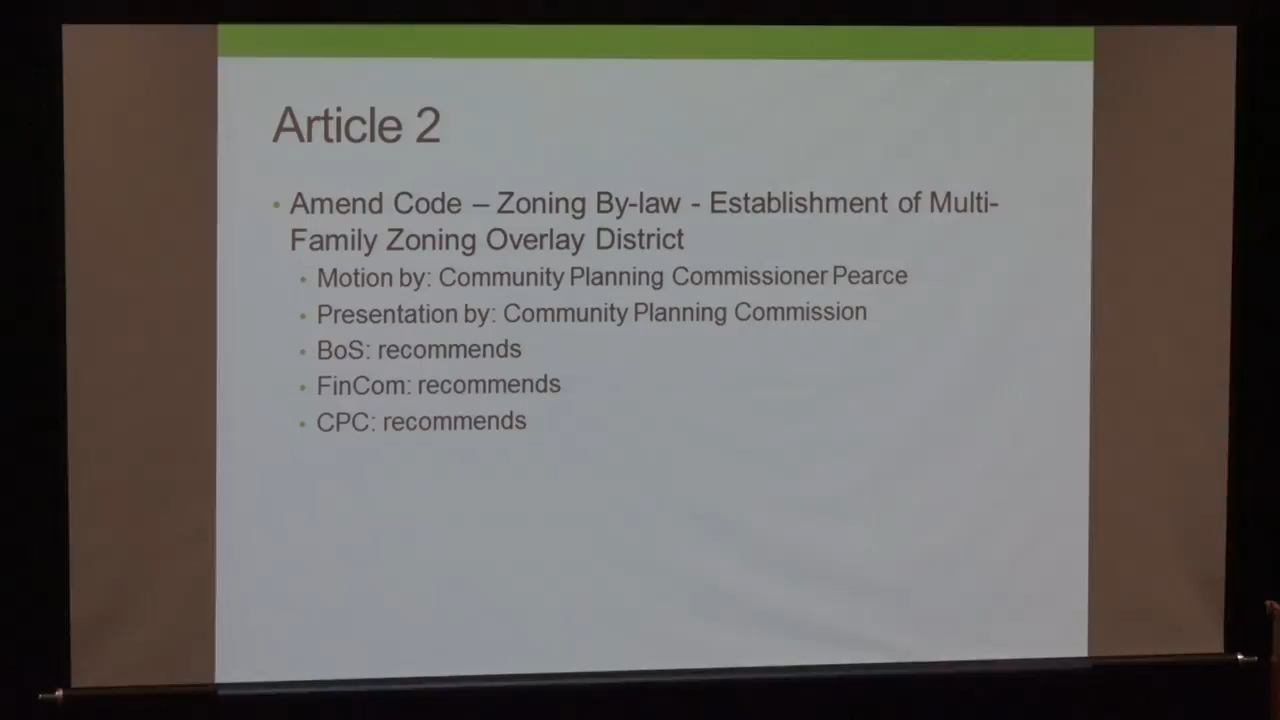 Article 2
• Amend Code – Zoning By-law - Establishment of Multi-
Family Zoning Overlay District
• Motion by: Community Planning Commissioner Pearce
• Presentation by: Community Planning Commission
• BoS: recommends
• FinCom: recommends
• CPC: recommends